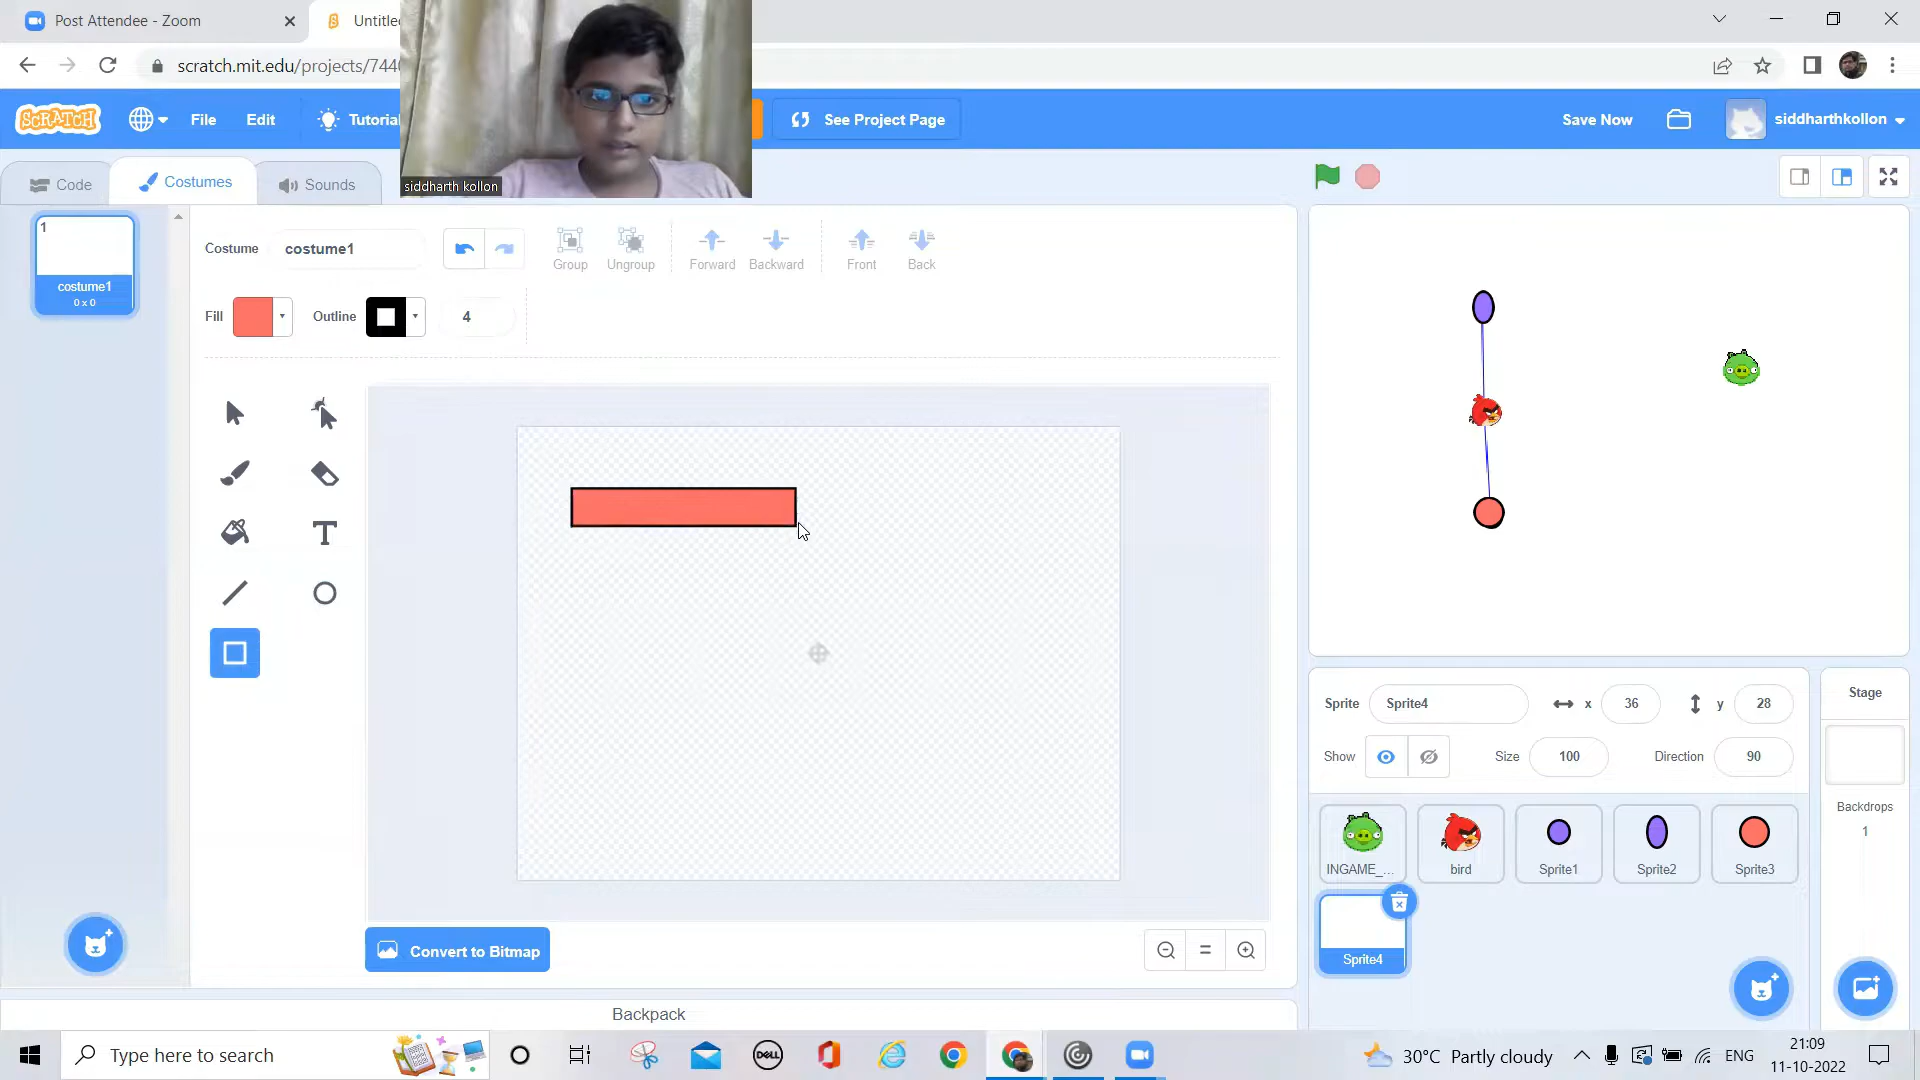 Post Attendee - Zoom
Untitle
scratch.mit.edu/projects/7440
SCRATCH
File
Edit
Tutorial
See Project Page
Save Now
siddharthkollon
siddharth kollon
Code
Costumes
Sounds
1
costume1
0 x 0
Costume
costume1
Group
Ungroup
Forward
Backward
Front
Back
Fill
Outline
4
T
Convert to Bitmap
Backpack
Sprite
Sprite4
x
36
y
28
Show
Size
100
Direction
90
INGAME_...
bird
Sprite1
Sprite2
Sprite3
Sprite4
Stage
Backdrops
1
Type here to search
DELL
30°C Partly cloudy
ENG
21:09
11-10-2022